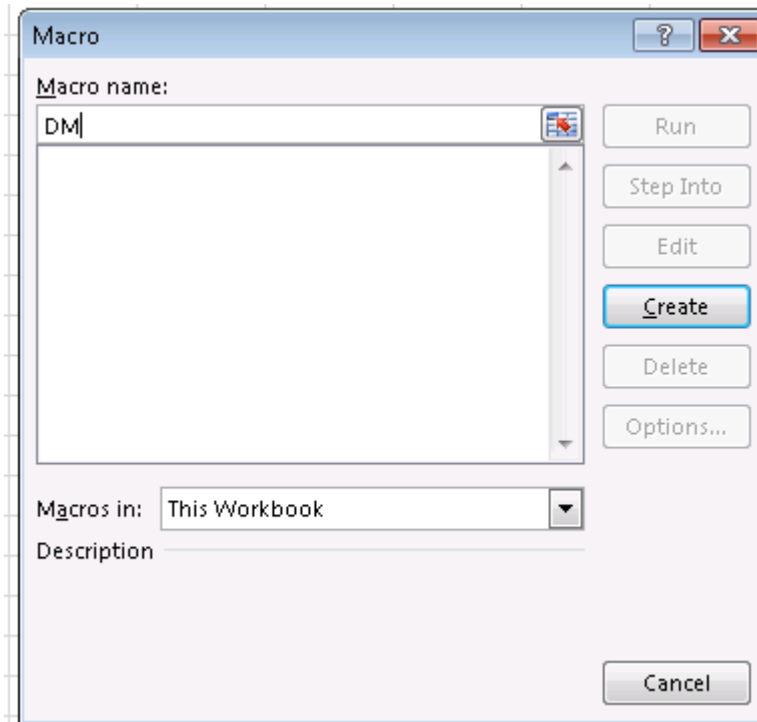 Macro
Macro name:
DM
Run
Step Into
Edit
Create
Delete
Options...
Macros in: This Workbook
Description
Cancel